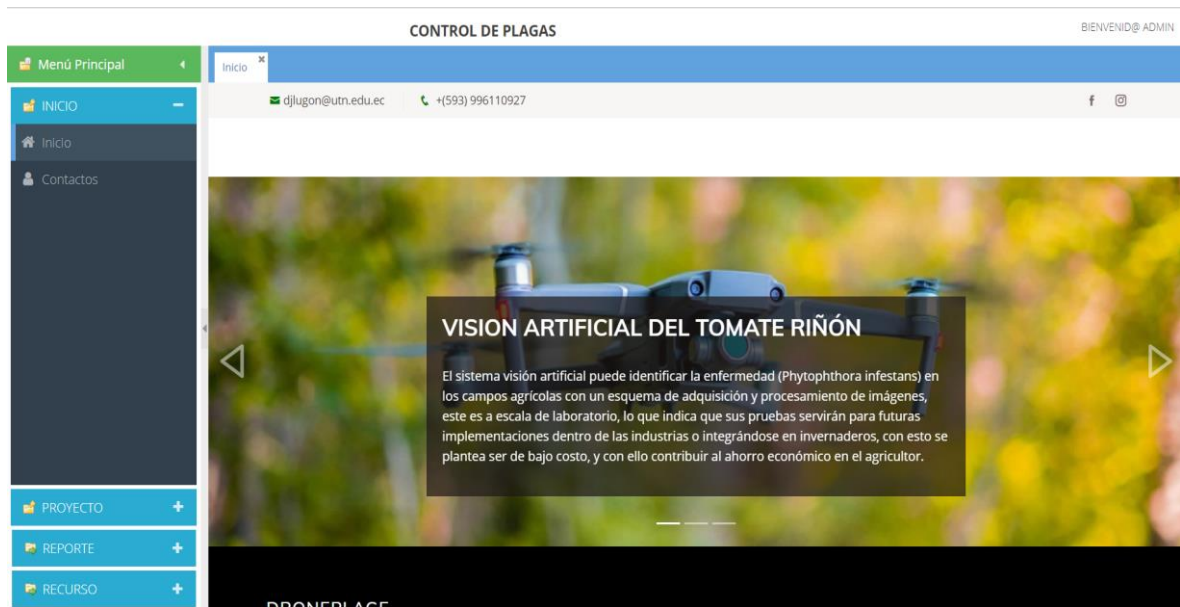 CONTROL DE PLAGAS
BIENVENID@ ADMIN
Menú Principal
Inicio
INICIO
djlugon@utn.edu.ec
+(593) 996110927
Inicio
Contactos
VISION ARTIFICIAL DEL TOMATE RIÑÓN
El sistema visión artificial puede identificar la enfermedad (Phytophthora infestans) en
los campos agrícolas con un esquema de adquisición y procesamiento de imágenes,
este es a escala de laboratorio, lo que indica que sus pruebas servirán para futuras
implementaciones dentro de las industrias o integrándose en invernaderos, con esto se
plantea ser de bajo costo, y con ello contribuir al ahorro económico en el agricultor.
PROYECTO
REPORTE
RECURSO